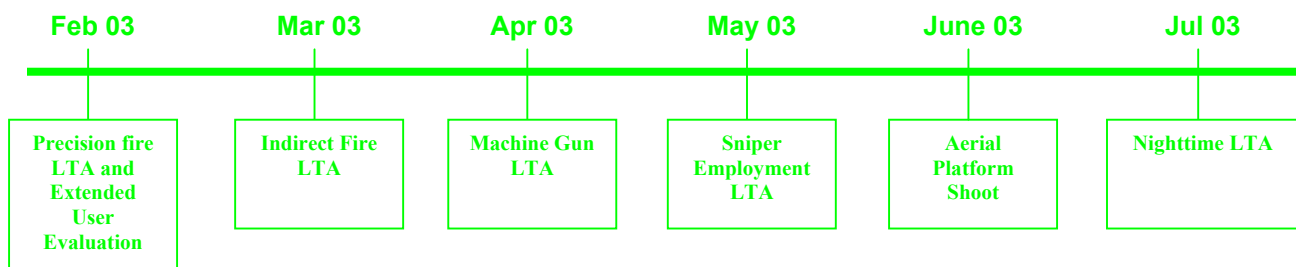 Feb 03
Mar 03
Apr 03
May 03
June 03
Jul 03
Precision fire
LTA and
Extended
User
Evaluation
Indirect Fire
LTA
Machine Gun
LTA
Sniper
Employment
LTA
Aerial
Platform
Shoot
Nighttime LTA